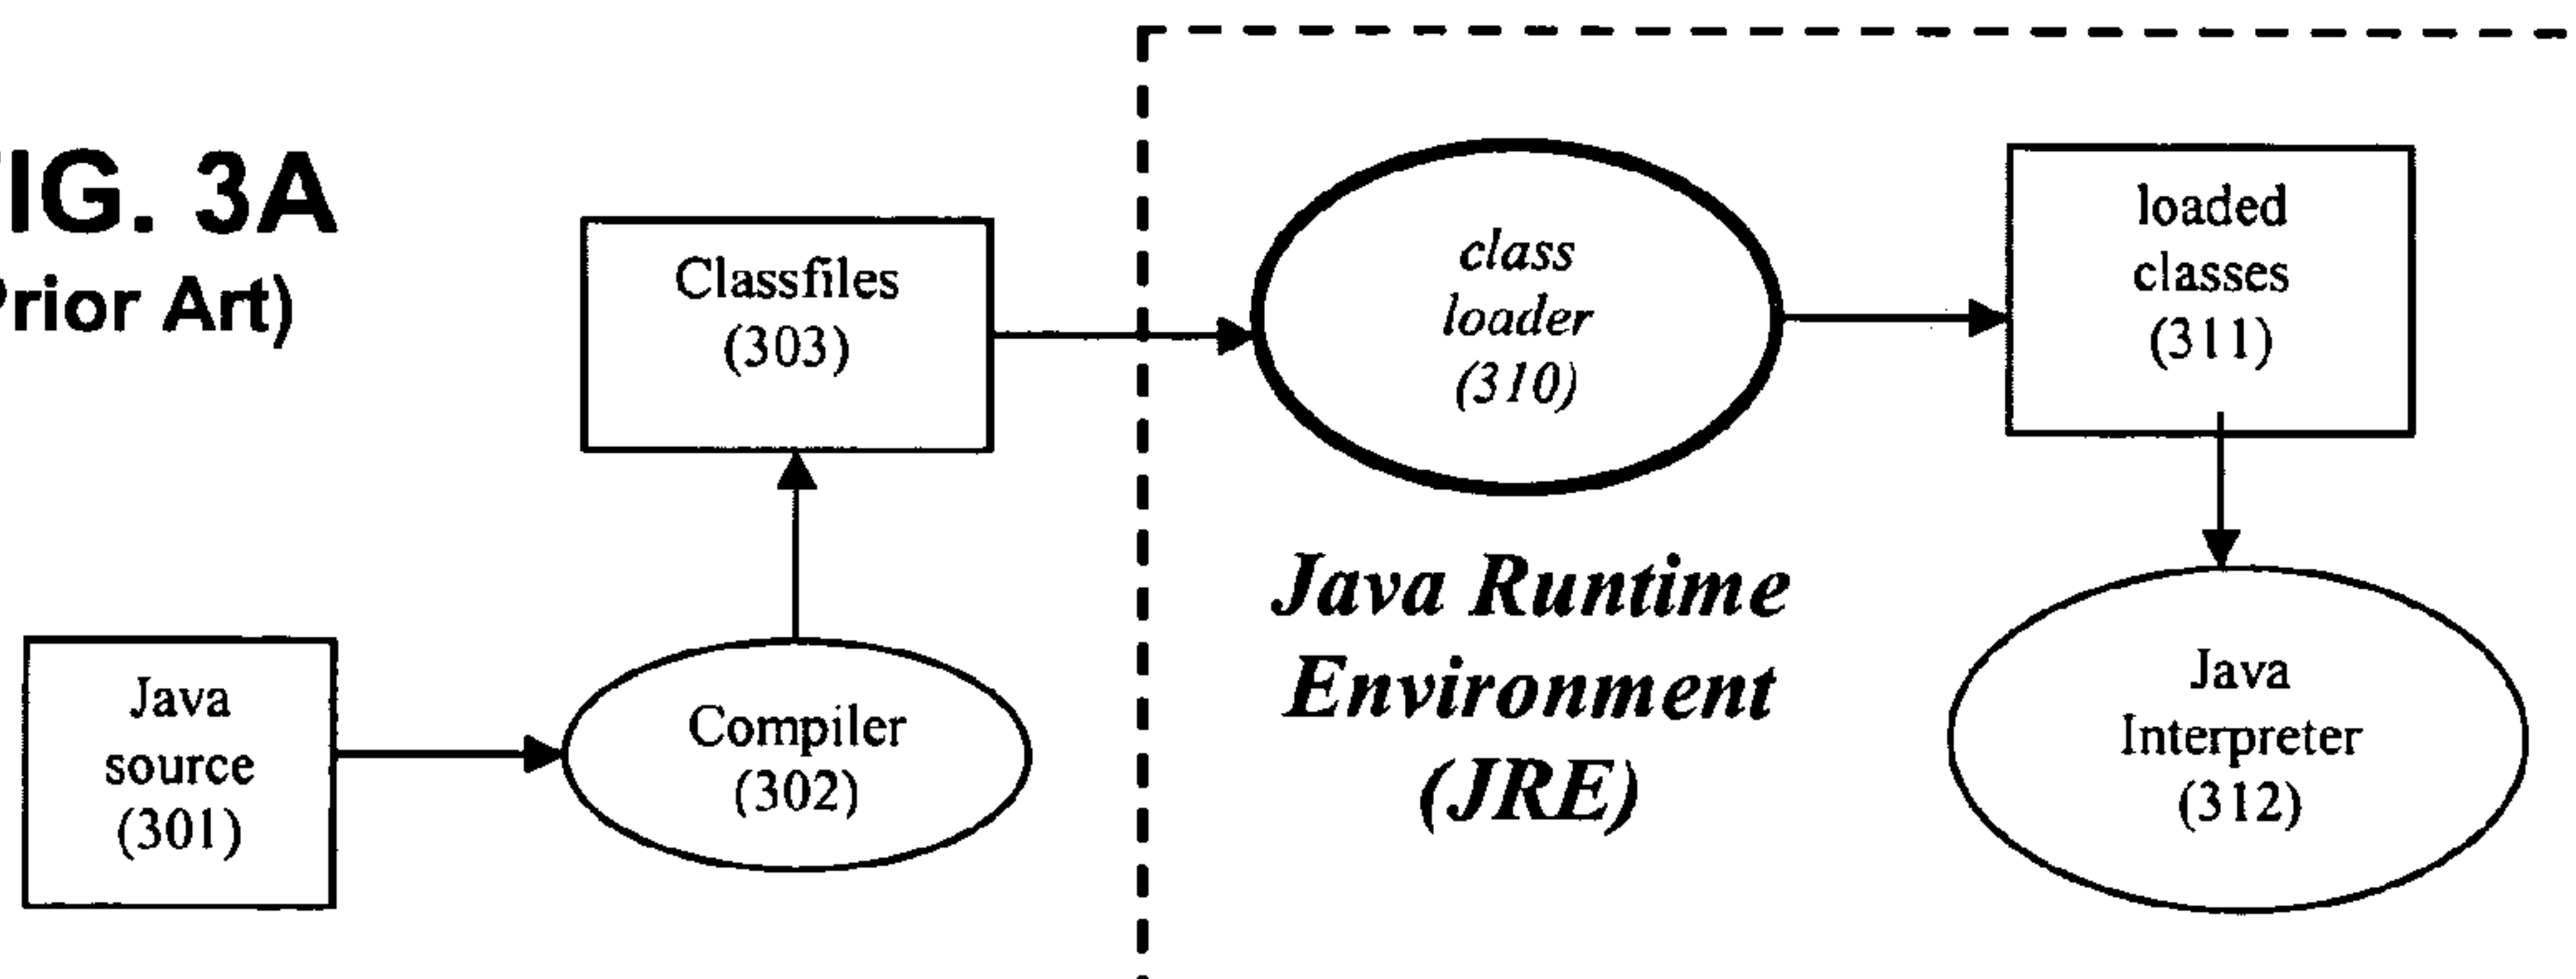 IG. 3A
Prior Art)
Classfiles
(303)
class
loader
(310)
loaded
classes
(311)
Java
source
(301)
Compiler
(302)
Java Runtime
Environment
(JRE)
Java
Interpreter
(312)